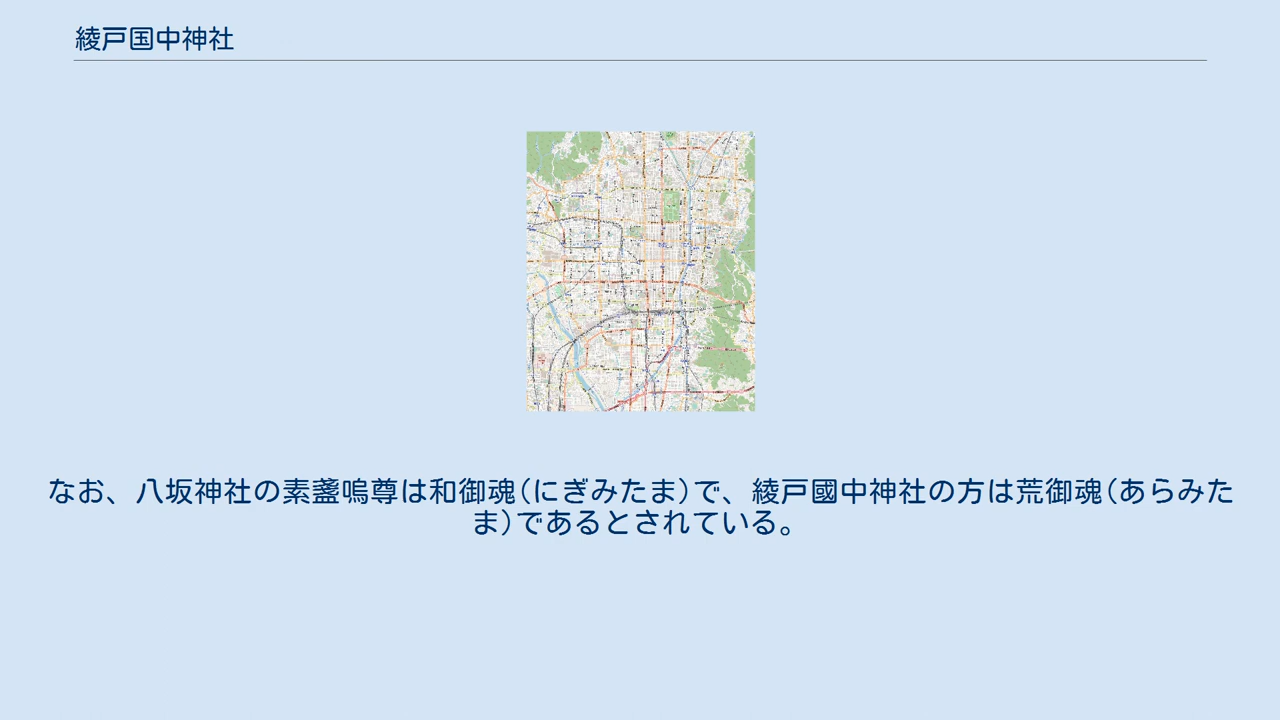 綾戸国中神社
なお、八坂神社の素盞嗚尊は和御魂(にぎみたま)で、綾戸國中神社の方は荒御魂(あらみた
ま)であるとされている。